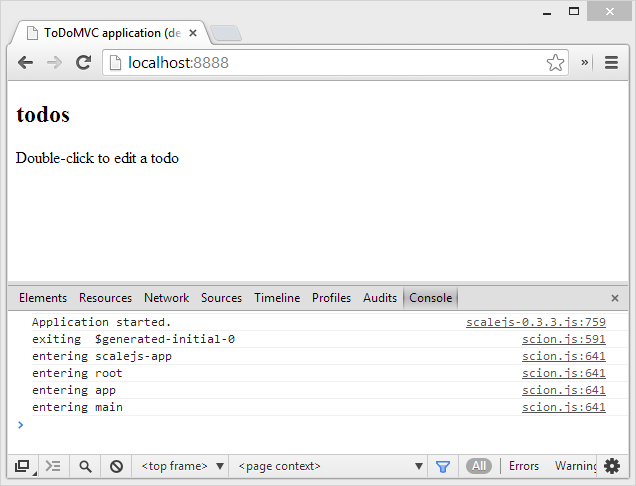 ToDoMVC application (de
localhost:8888
»
todos
Double-click to edit a todo
Elements Resources Network Sources Timeline Profiles Audits Console
Application started. scalejs-0.3.3.js:759
exiting  $generated-initial-0 scion.js:591
entering scalejs-app scion.js:641
entering root scion.js:641
entering app scion.js:641
entering main scion.js:641
>
<top frame> <page context> All Errors Warning